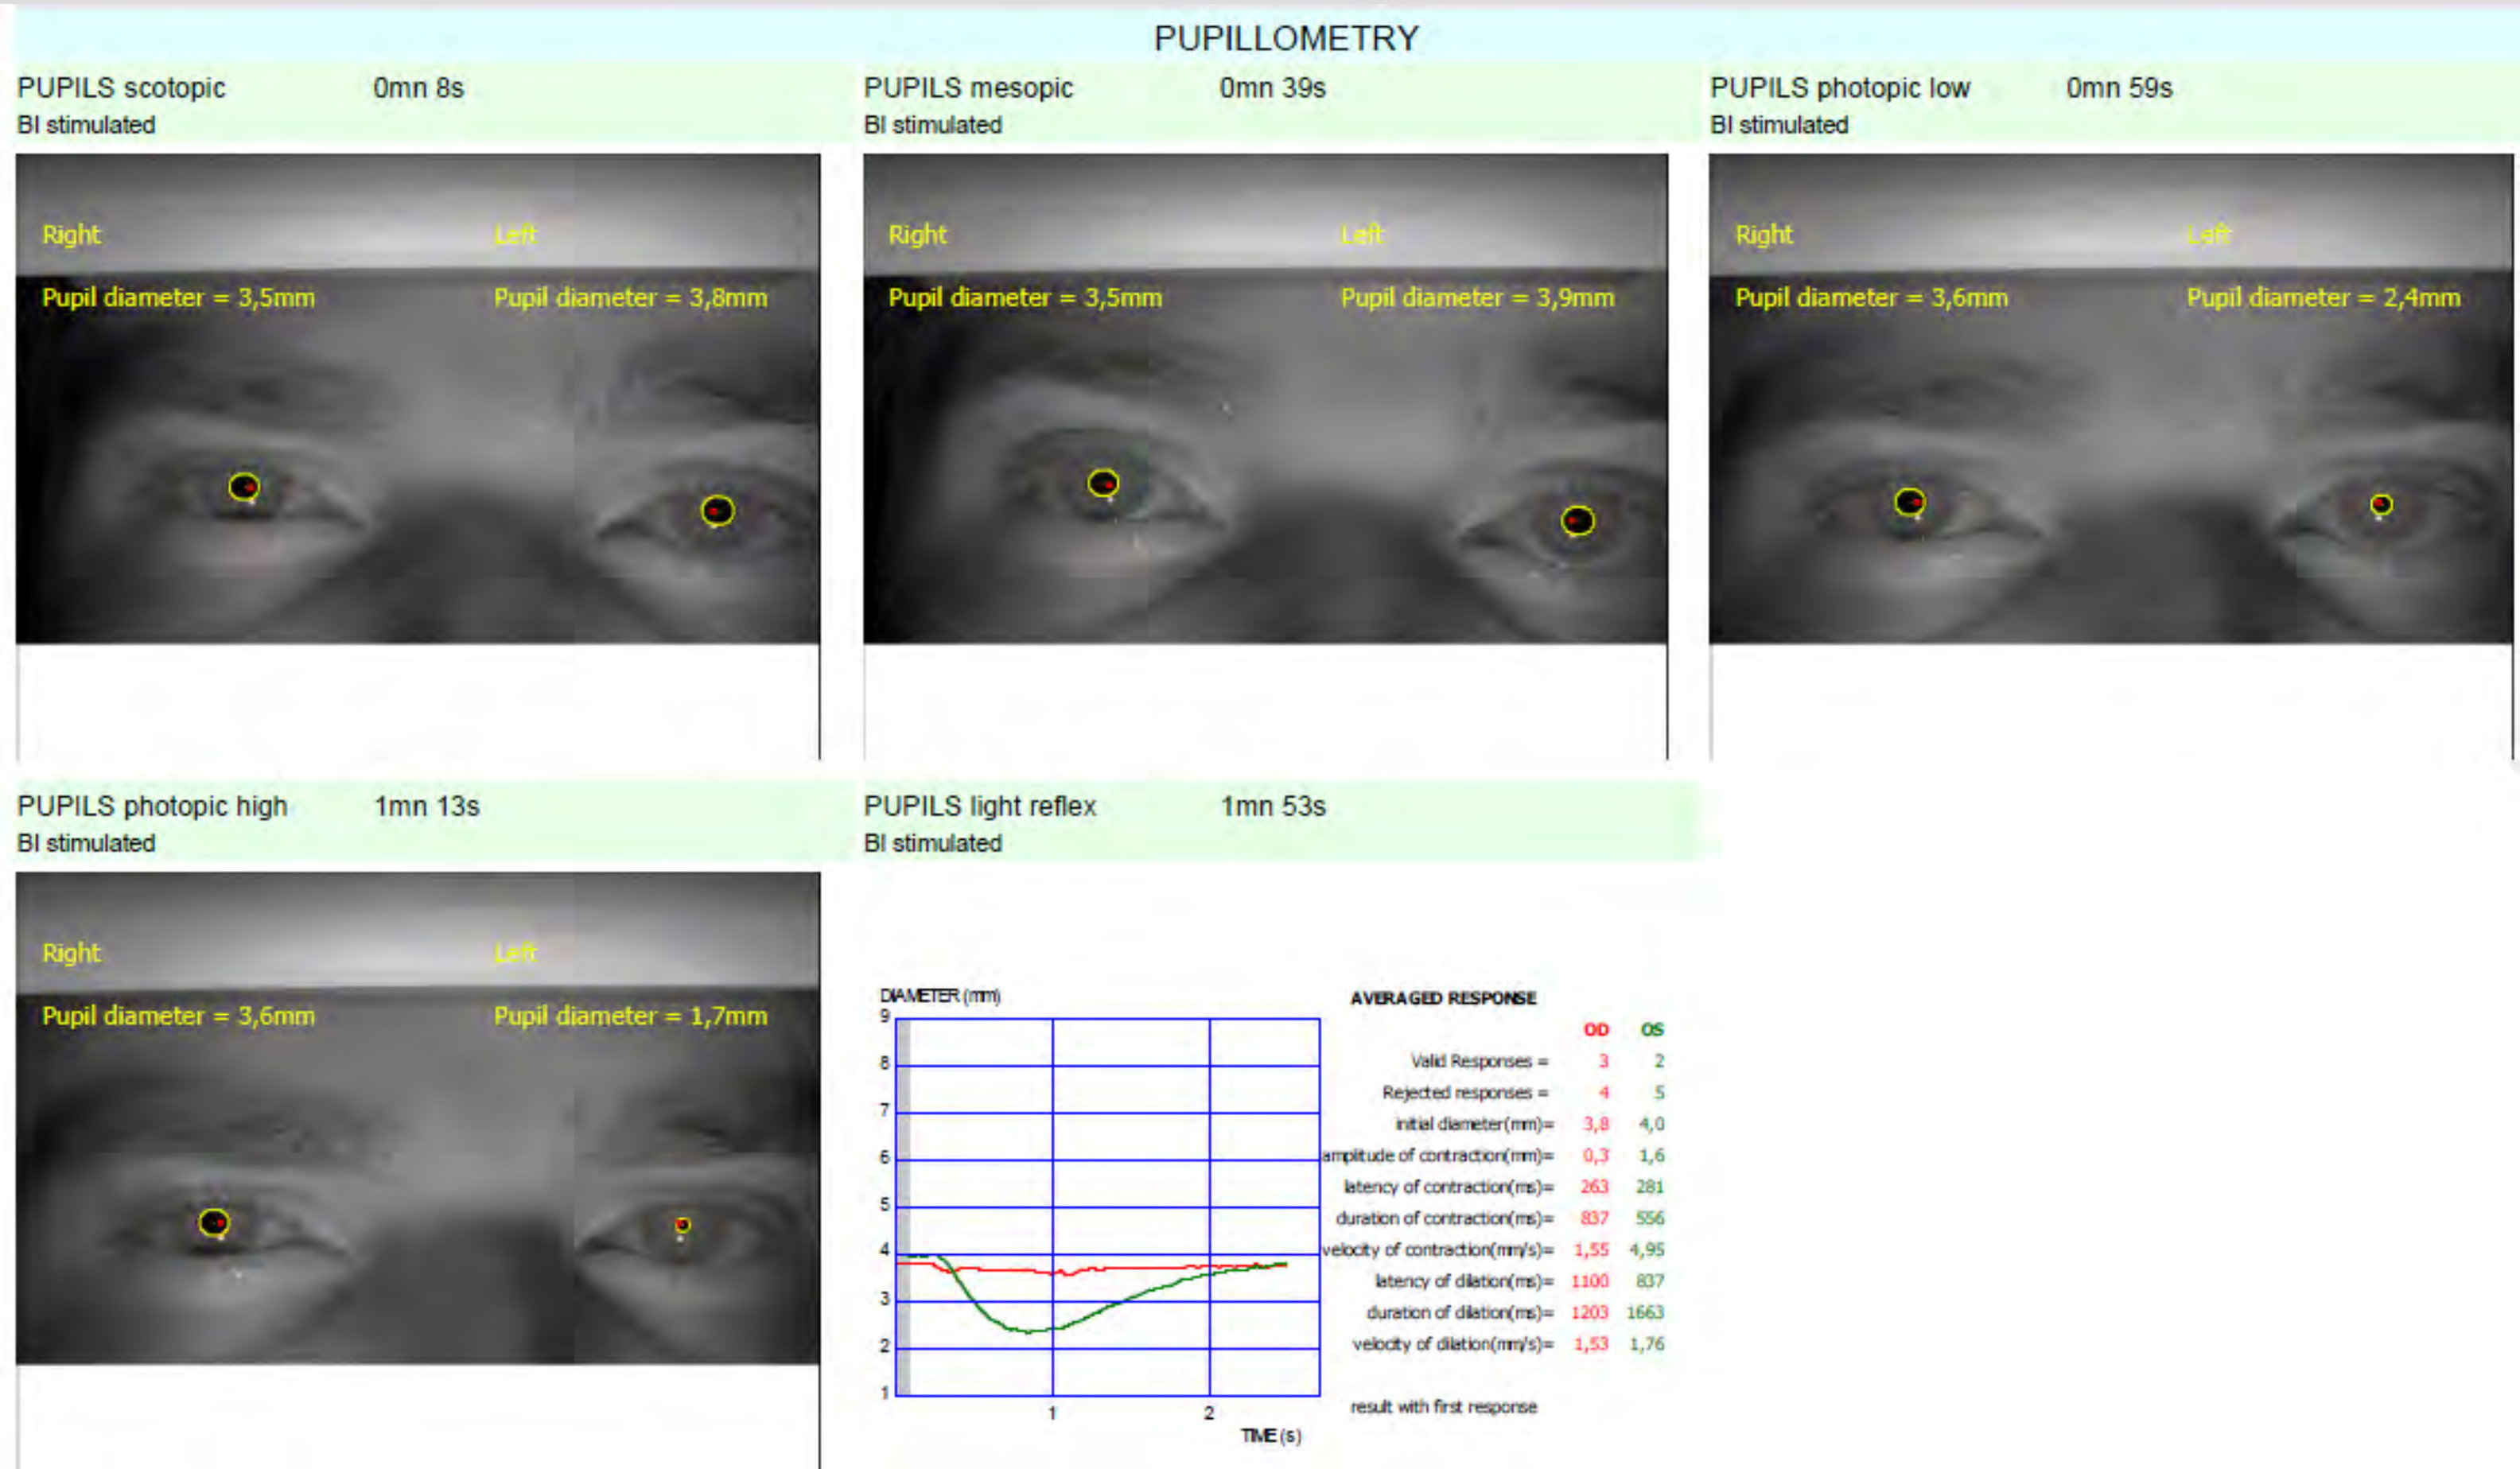 PUPILLOMETRY
PUPILS scotopic 0mn 8s
BI stimulated
Right Left
Pupil diameter = 3,5mm Pupil diameter = 3,8mm
PUPILS mesopic 0mn 39s
BI stimulated
Right Left
Pupil diameter = 3,5mm Pupil diameter = 3,9mm
PUPILS photopic low 0mn 59s
BI stimulated
Right Left
Pupil diameter = 3,6mm Pupil diameter = 2,4mm
PUPILS photopic high 1mn 13s
BI stimulated
Right Left
Pupil diameter = 3,6mm Pupil diameter = 1,7mm
PUPILS light reflex 1mn 53s
BI stimulated
DIAMETER (mm)
9
8
7
6
5
4
3
2
1
1 2
TIME (s)
AVERAGED RESPONSE
OD OS
Valid Responses = 3 2
Rejected responses = 4 5
initial diameter(mm)= 3,8 4,0
amplitude of contraction(mm)= 0,3 1,6
latency of contraction(ms)= 263 281
duration of contraction(ms)= 837 556
velocity of contraction(mm/s)= 1,55 4,95
latency of dilation(ms)= 1100 837
duration of dilation(ms)= 1203 1663
velocity of dilation(mm/s)= 1,53 1,76
result with first response